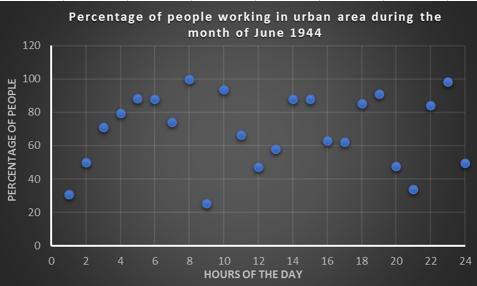 Percentage of people working in urban area during the
month of June 1944
120
100
80
60
40
20
0
PERCENTAGE OF PEOPLE
0 2 4 6 8 10 12 14 16 18 20 22 24
HOURS OF THE DAY